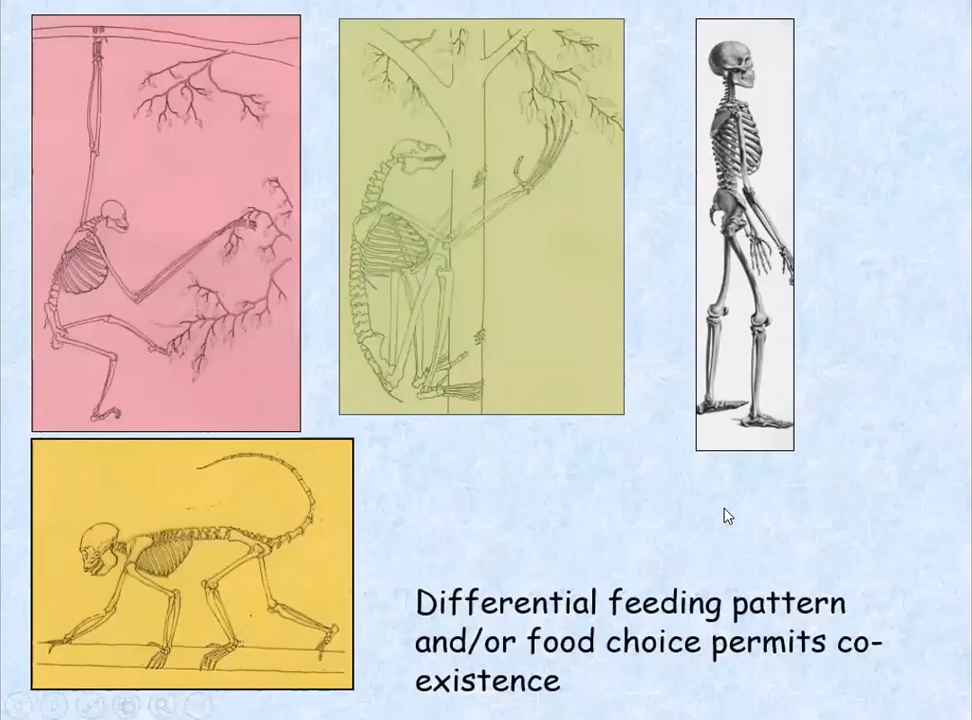 Differential feeding pattern
and/or food choice permits co-
existence